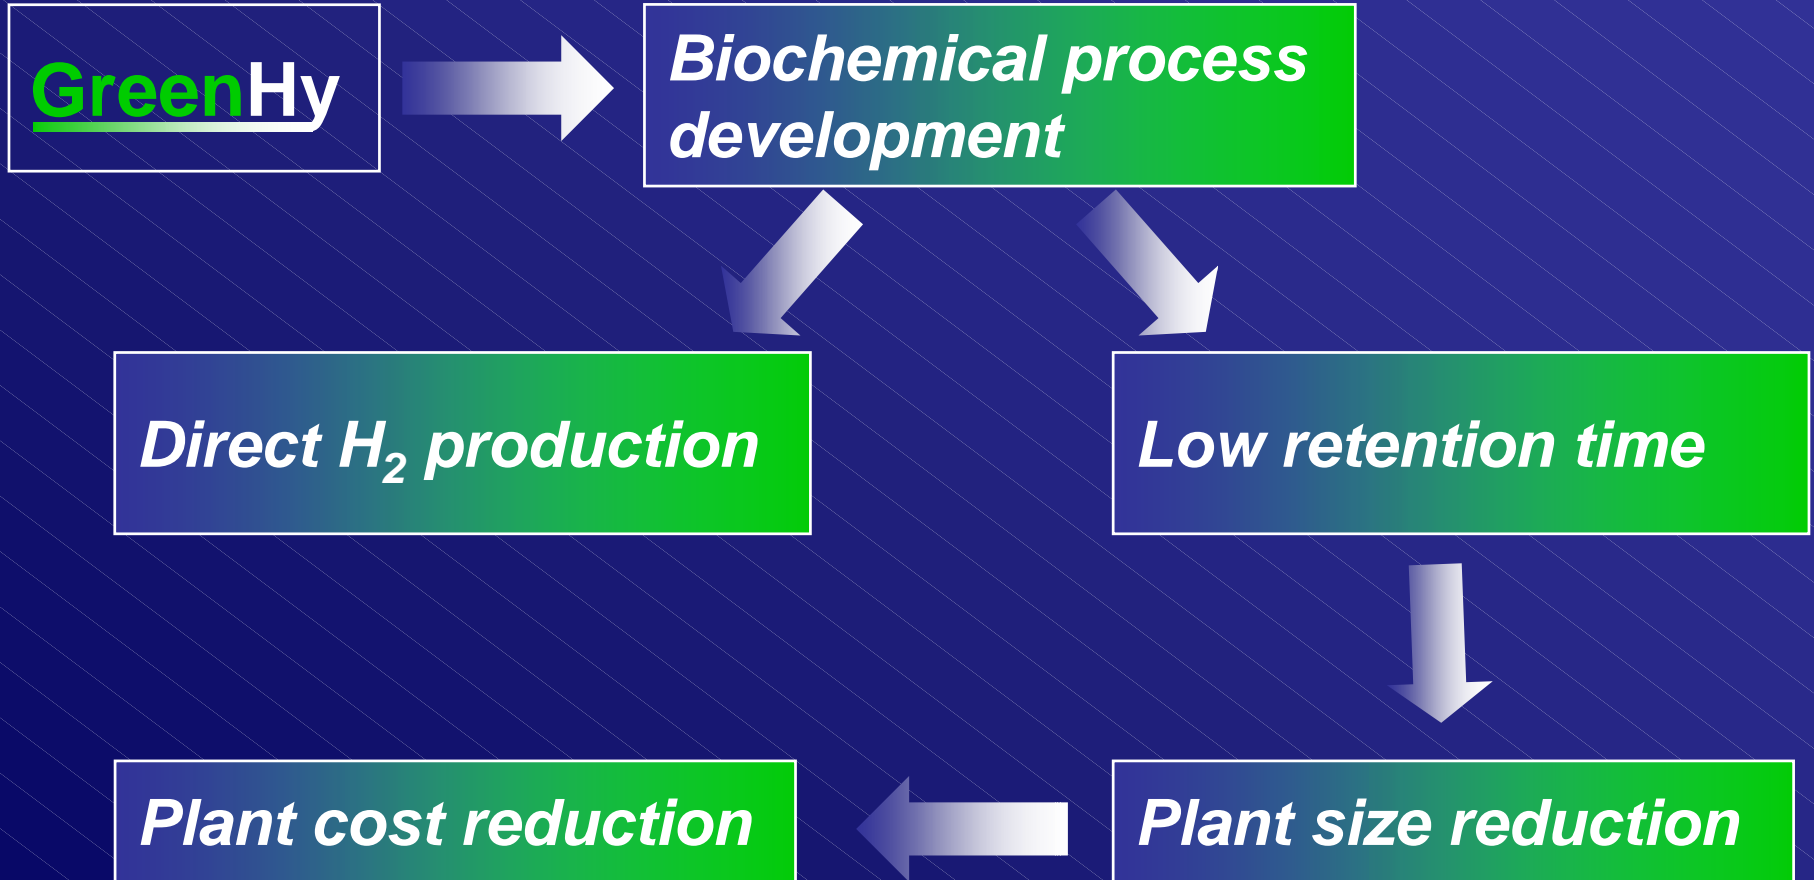 GreenHy
Biochemical process
development
Direct H₂ production
Low retention time
Plant cost reduction
Plant size reduction